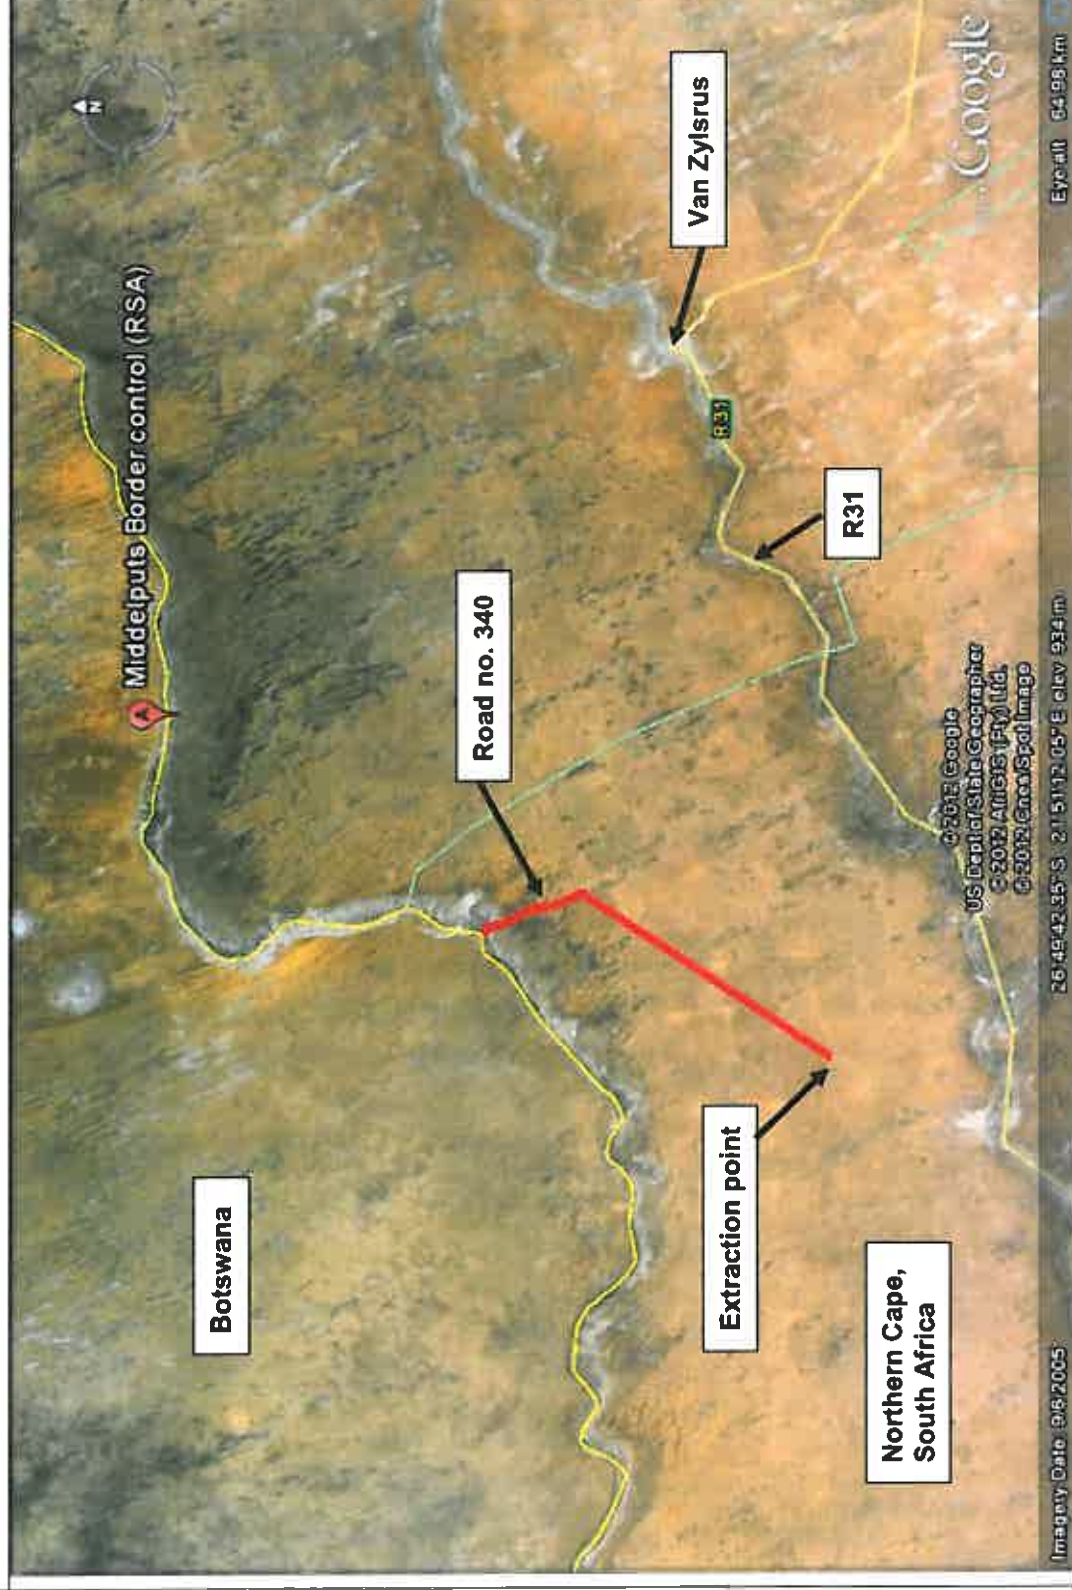 N
Middelputs Border control (RSA)
Van Zylsrus
Road no. 340
R31
R31
Botswana
Extraction point
Northern Cape,
South Africa
© 2012 Google
US Dept of State Geographer
© 2012 AfriGIS (Pty) Ltd.
© 2012 Cnes/Spot Image
Google
Imagery Date: 9/6/2005
26°49'42.35" S 21°51'12.05" E elev 934 m
Eye alt 64.98 km